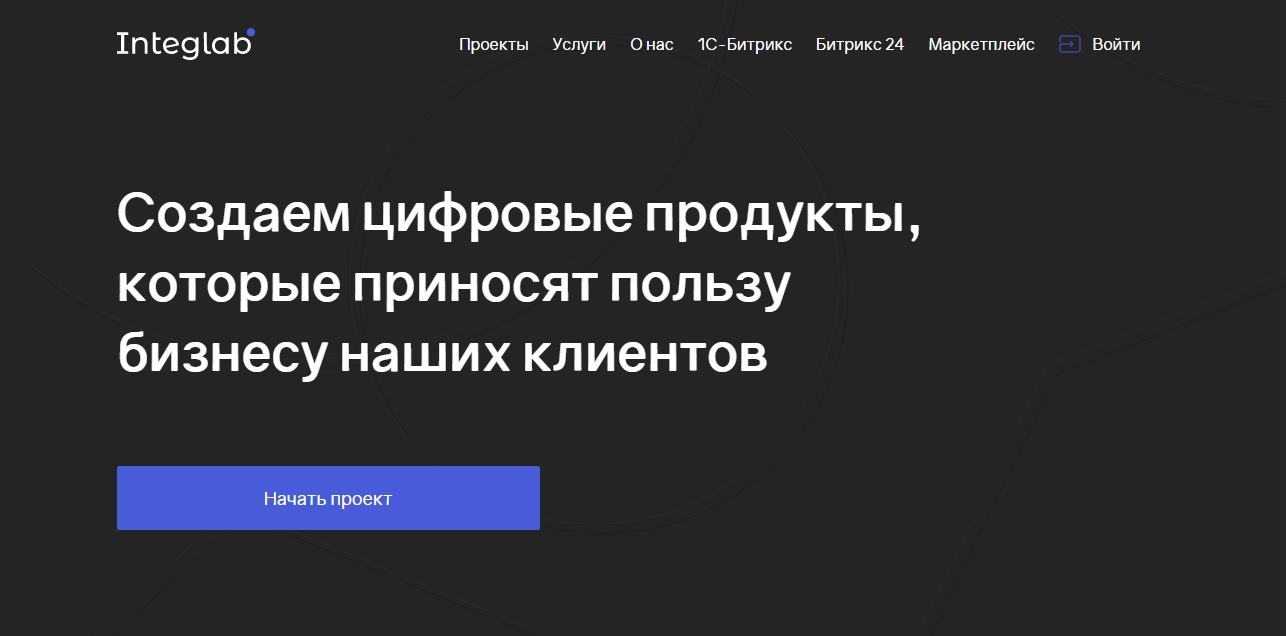 Integlab
Проекты Услуги О нас 1С-Битрикс Битрикс 24 Маркетплейс Войти
Создаем цифровые продукты,
которые приносят пользу
бизнесу наших клиентов
Начать проект